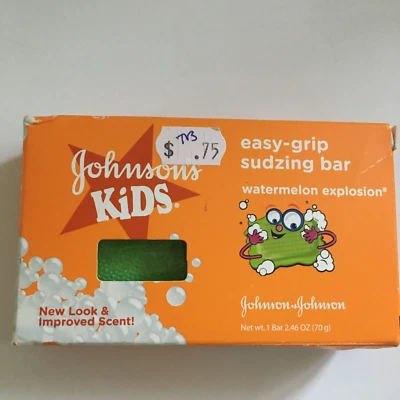 TVB
$ .75
Johnson's
KiDS®
easy-grip
sudzing bar
watermelon explosion®
New Look &
Improved Scent!
Johnson & Johnson
Net. wt. 1 Bar 2.46 OZ (70 g)